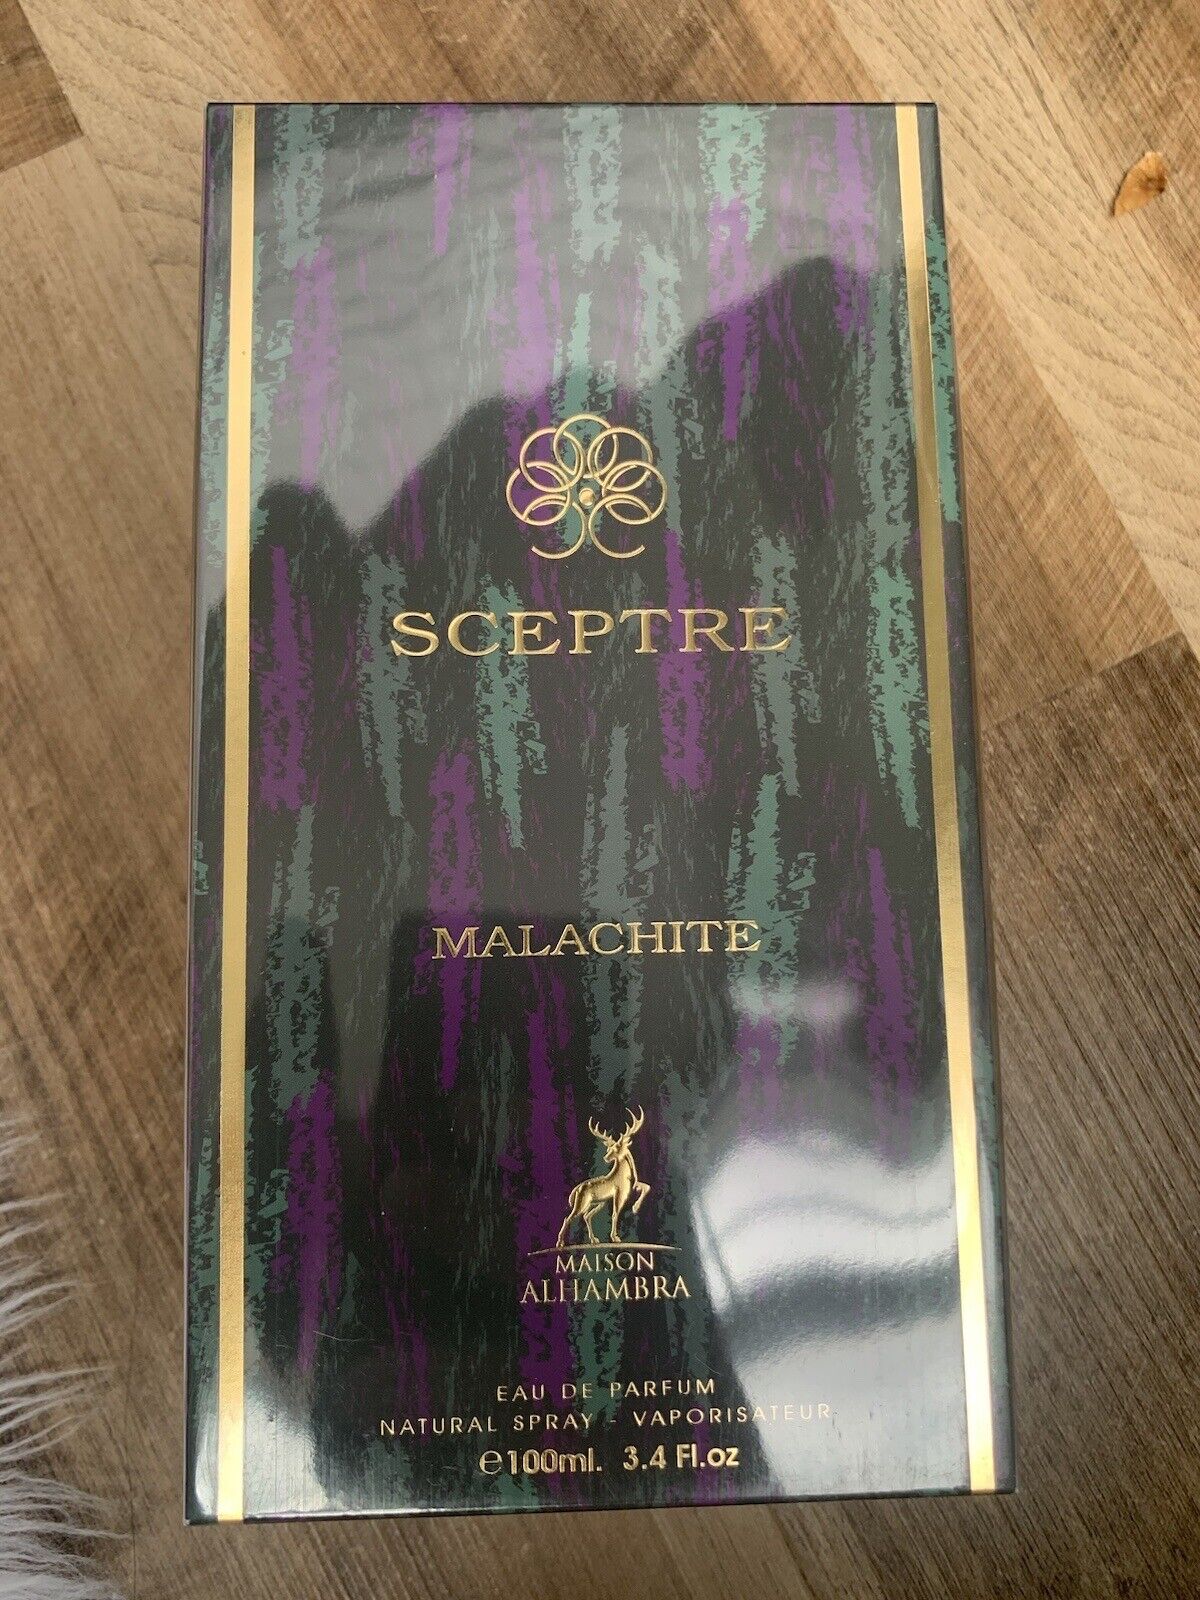 SCEPTRE
MALACHITE
MAISON
ALHAMBRA
EAU DE PARFUM
NATURAL SPRAY - VAPORISATEUR
℮100ml. 3.4 Fl.oz